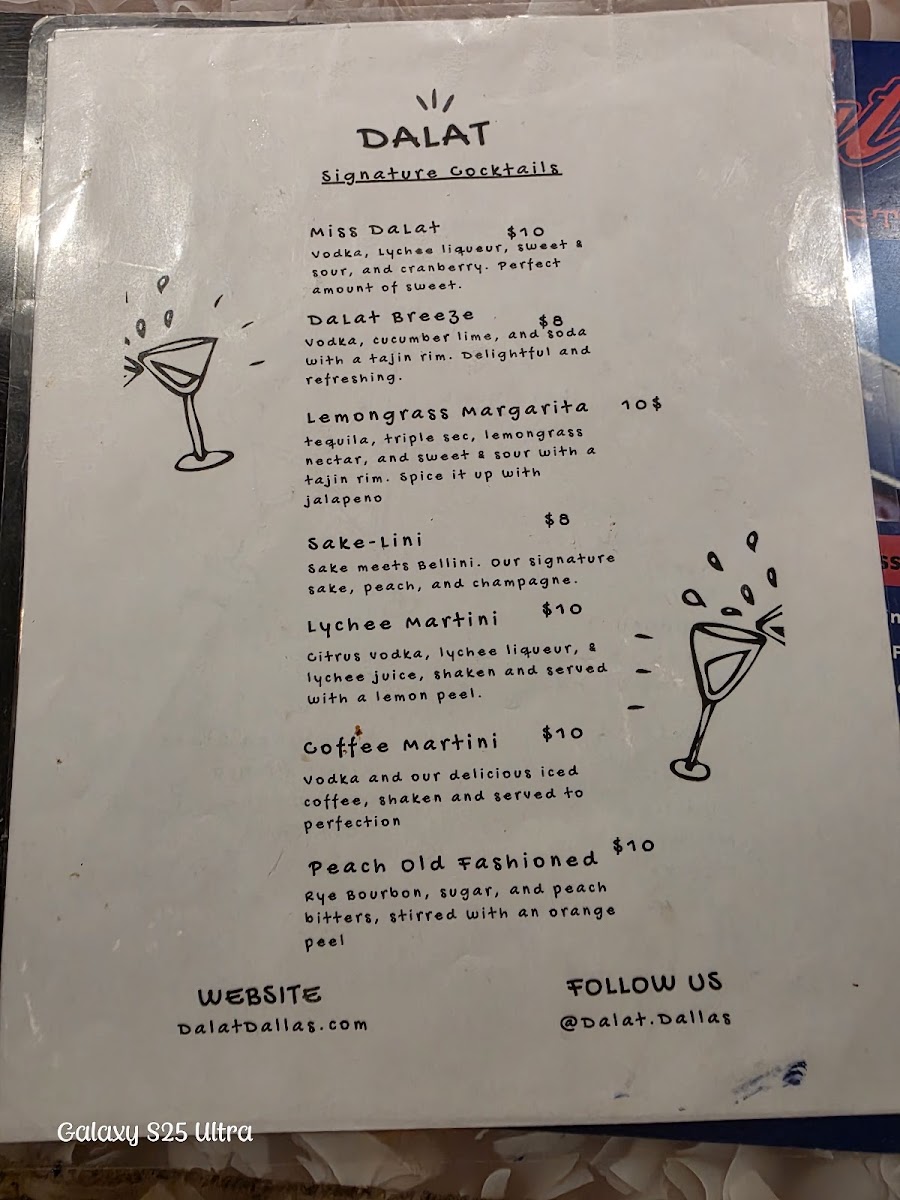 DALAT
Signature Cocktails
Miss Dalat $10
Vodka, Lychee liqueur, sweet &
sour, and cranberry. Perfect
amount of sweet.
Dalat Breeze $8
Vodka, cucumber lime, and soda
with a tajin rim. Delightful and
refreshing.
Lemongrass Margarita 10$
tequila, triple sec, lemongrass
nectar, and sweet & sour with a
tajin rim. Spice it up with
jalapeno
$8
Sake-Lini
Sake meets Bellini. Our signature
sake, peach, and champagne.
Lychee Martini $10
Citrus vodka, lychee liqueur, &
lychee juice, shaken and served
with a lemon peel.
Coffee Martini $10
Vodka and our delicious iced
coffee, shaken and served to
perfection
Peach Old Fashioned $10
Rye Bourbon, sugar, and peach
bitters, stirred with an orange
peel
WEBSITE
DalatDallas.com
FOLLOW US
@Dalat.Dallas
Galaxy S25 Ultra